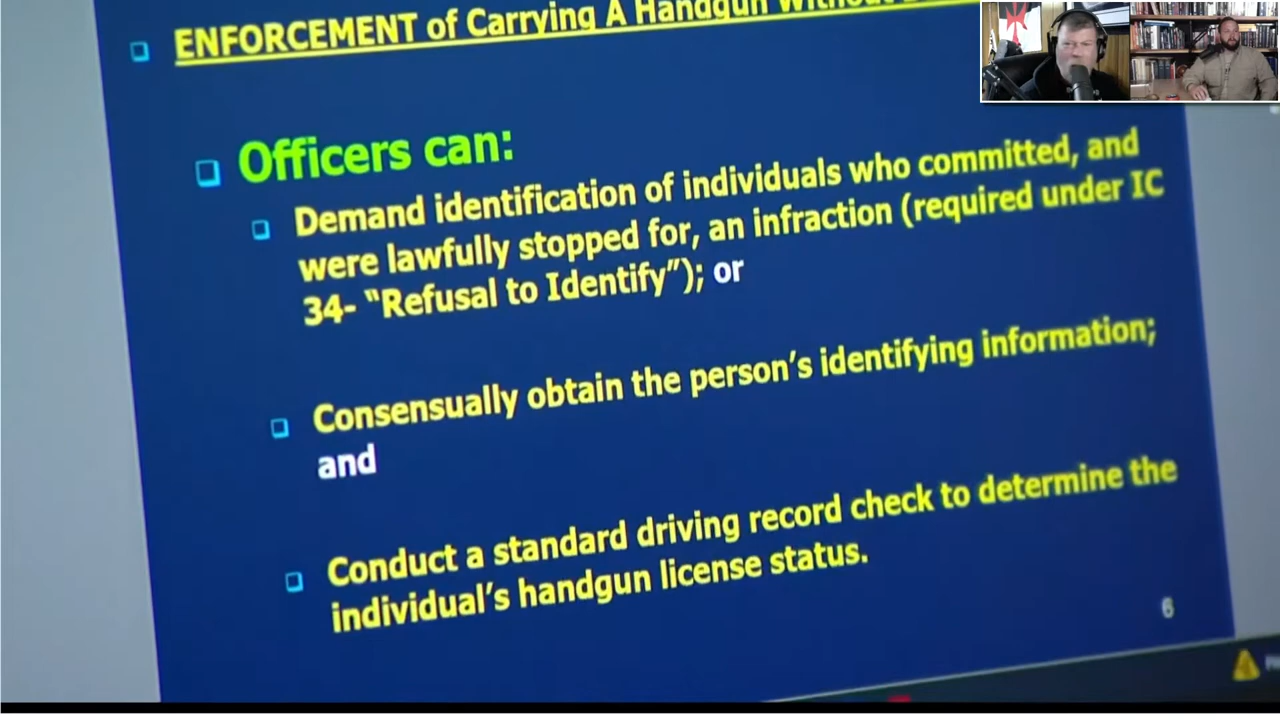 ENFORCEMENT of Carrying A Handgun Without
Officers can:
Demand identification of individuals who committed, and
were lawfully stopped for, an infraction (required under IC
34- “Refusal to Identify”); or
Consensually obtain the person’s identifying information;
and
Conduct a standard driving record check to determine the
individual’s handgun license status.
6